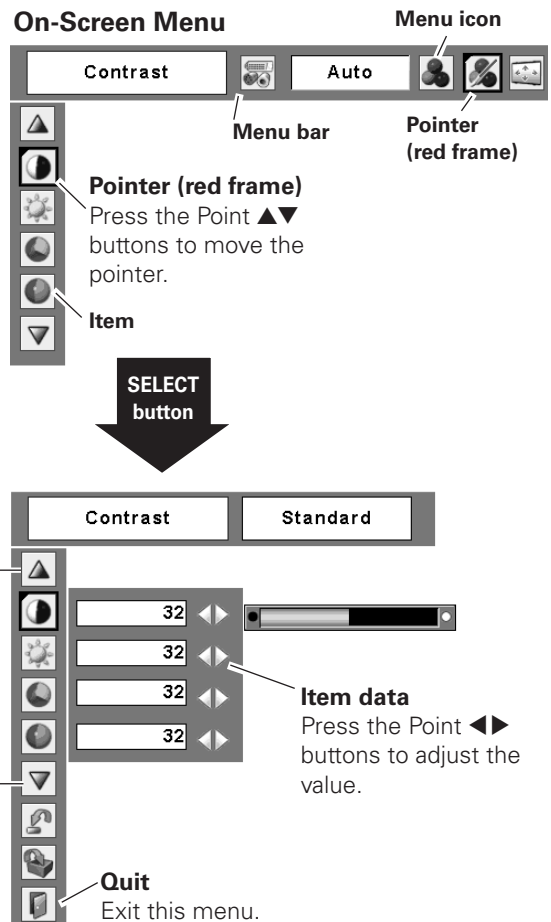 On-Screen Menu
Menu icon
Contrast
Auto
Menu bar
Pointer
(red frame)
Pointer (red frame)
Press the Point ▲▼
buttons to move the
pointer.
Item
SELECT
button
Contrast
Standard
32
32
32
32
Item data
Press the Point ◀▶
buttons to adjust the
value.
Quit
Exit this menu.